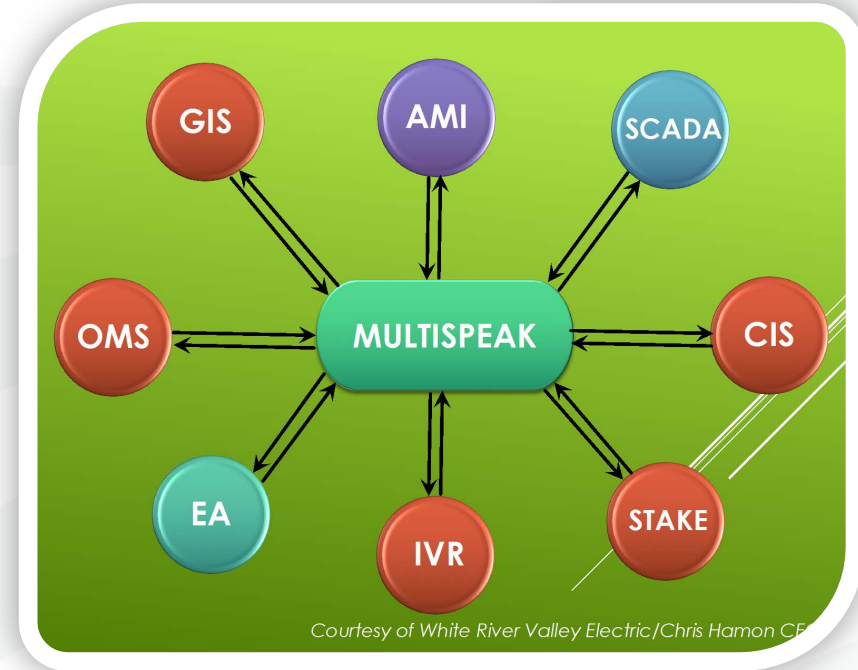 GIS
AMI
SCADA
OMS
MULTISPEAK
CIS
EA
IVR
STAKE
Courtesy of White River Valley Electric/Chris Hamon